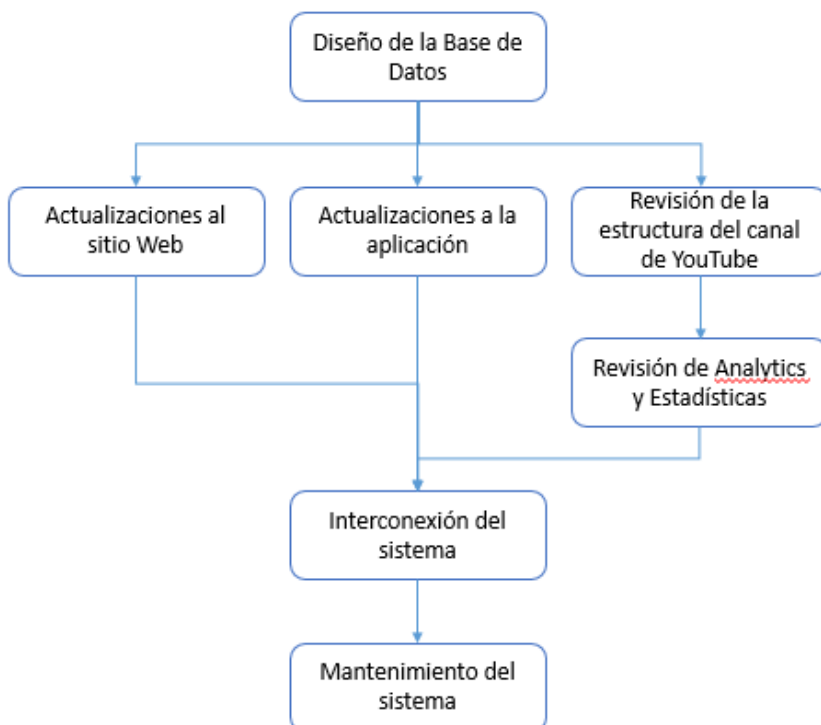 Diseño de la Base de
Datos
Actualizaciones al
sitio Web
Actualizaciones a la
aplicación
Revisión de la
estructura del canal
de YouTube
Revisión de Analytics
y Estadísticas
Interconexión del
sistema
Mantenimiento del
sistema